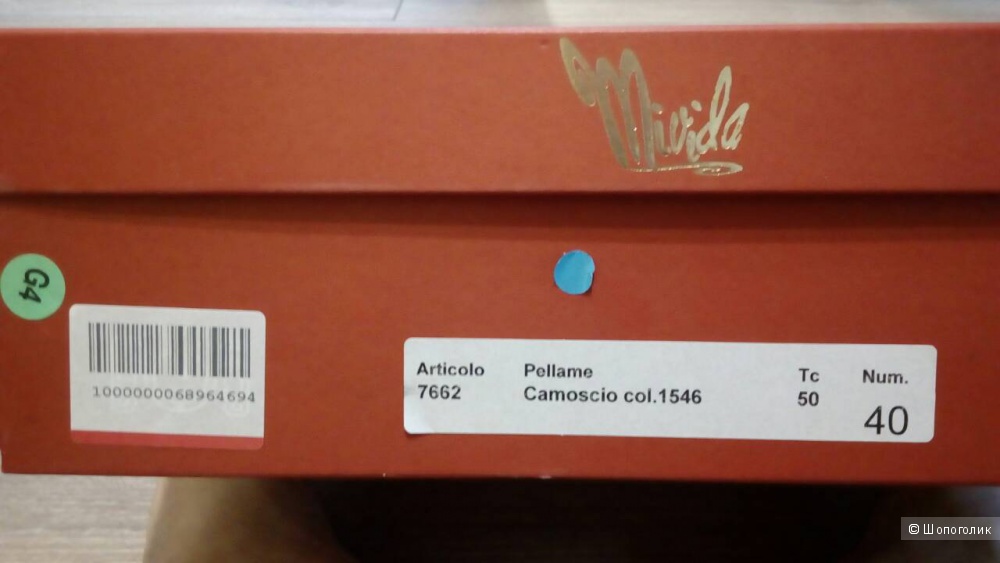 Mivida
G4
1000000068964694
Articolo Pellame Tc Num.
7662 Camoscio col.1546 50 40
© Шопоголик